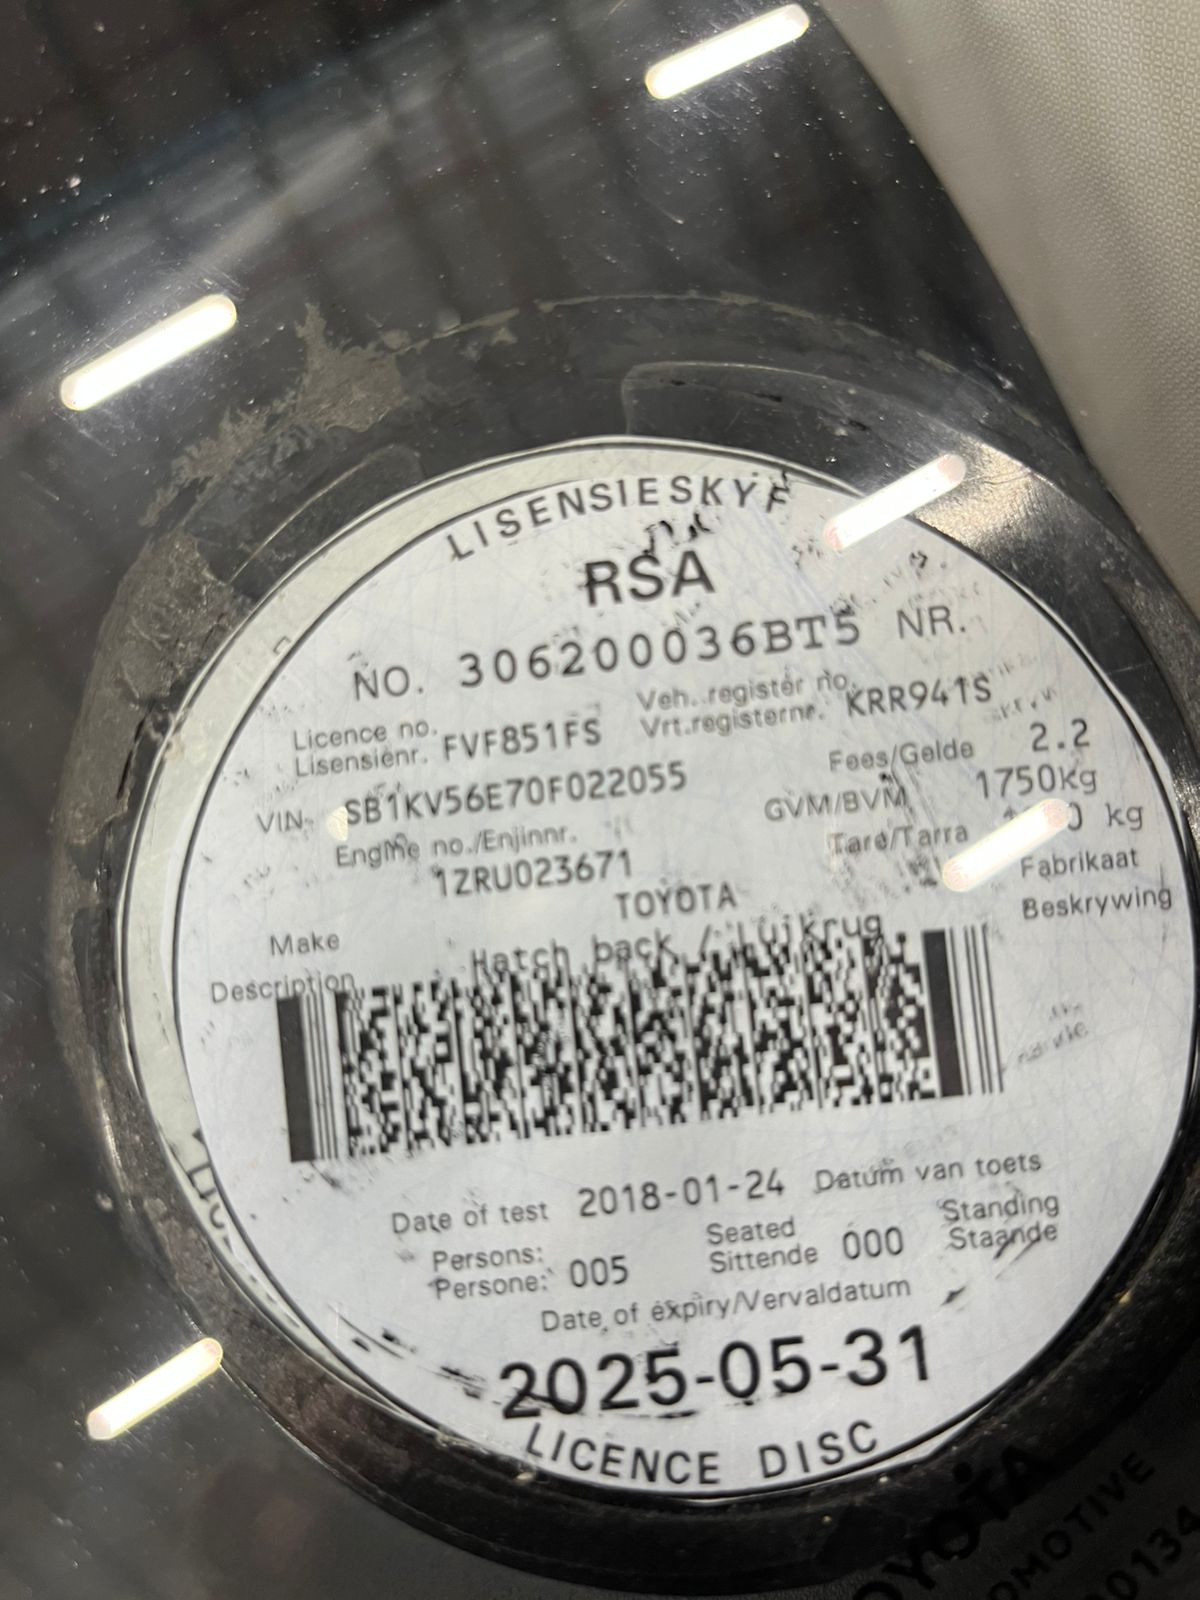 LISENSIESKYF
RSA
NO. 306200036BT5 NR.
Licence no. Lisensienr. FVF851FS Veh. register no. Vrt.registernr. KRR941S
VIN SB1KV56E70F022055 Fees/Gelde 2.2
Engine no./Enjinnr. GVM/BVM 1750kg
1ZRU023671 Tare/Tarra kg
Make TOYOTA Fabrikaat
Description Hatch back / Luikrug Beskrywing
Date of test 2018-01-24 Datum van toets
Persons: Persone: 005 Seated Sittende 000 Standing Staande
Date of expiry/Vervaldatum
2025-05-31
LICENCE DISC
TOYOTA